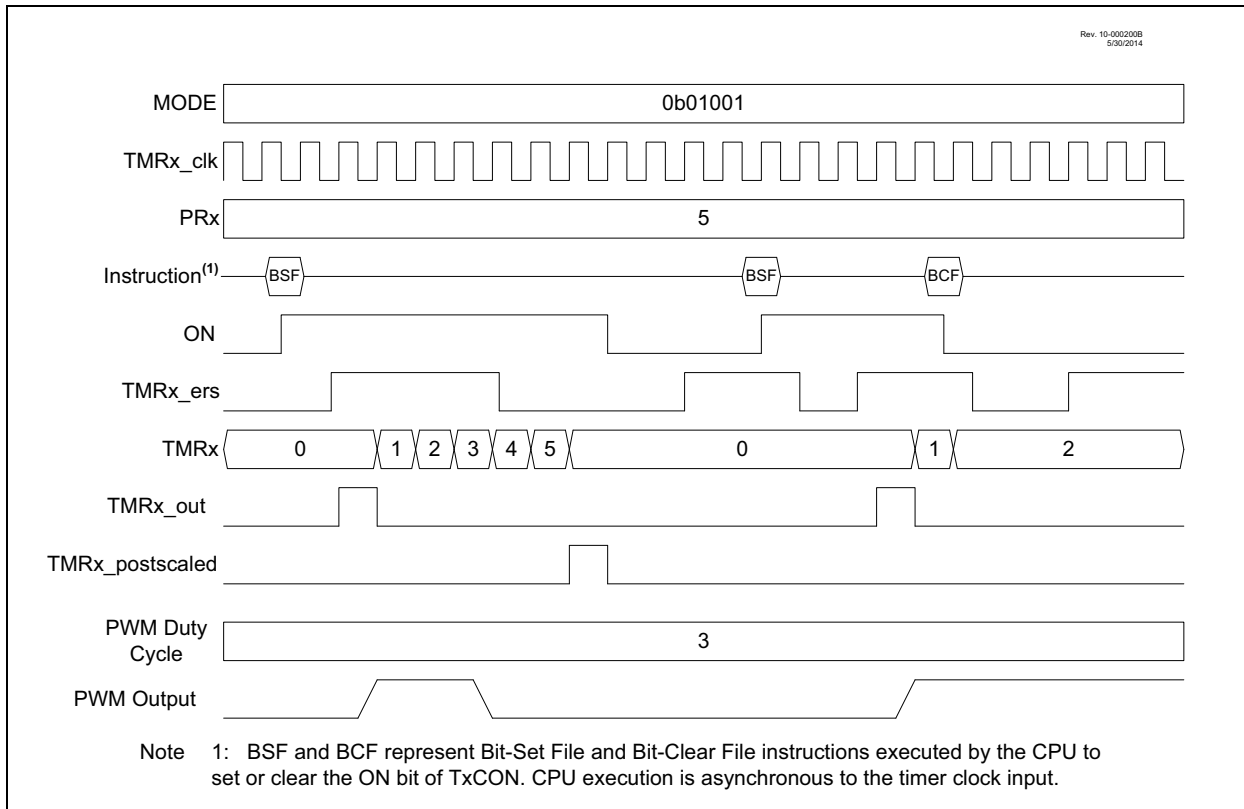 Rev. 10-000200B
5/30/2014
MODE 0b01001
TMRx_clk
PRx 5
Instruction(1) BSF BSF BCF
ON
TMRx_ers
TMRx 0 1 2 3 4 5 0 1 2
TMRx_out
TMRx_postscaled
PWM Duty
Cycle 3
PWM Output
Note 1: BSF and BCF represent Bit-Set File and Bit-Clear File instructions executed by the CPU to
set or clear the ON bit of TxCON. CPU execution is asynchronous to the timer clock input.